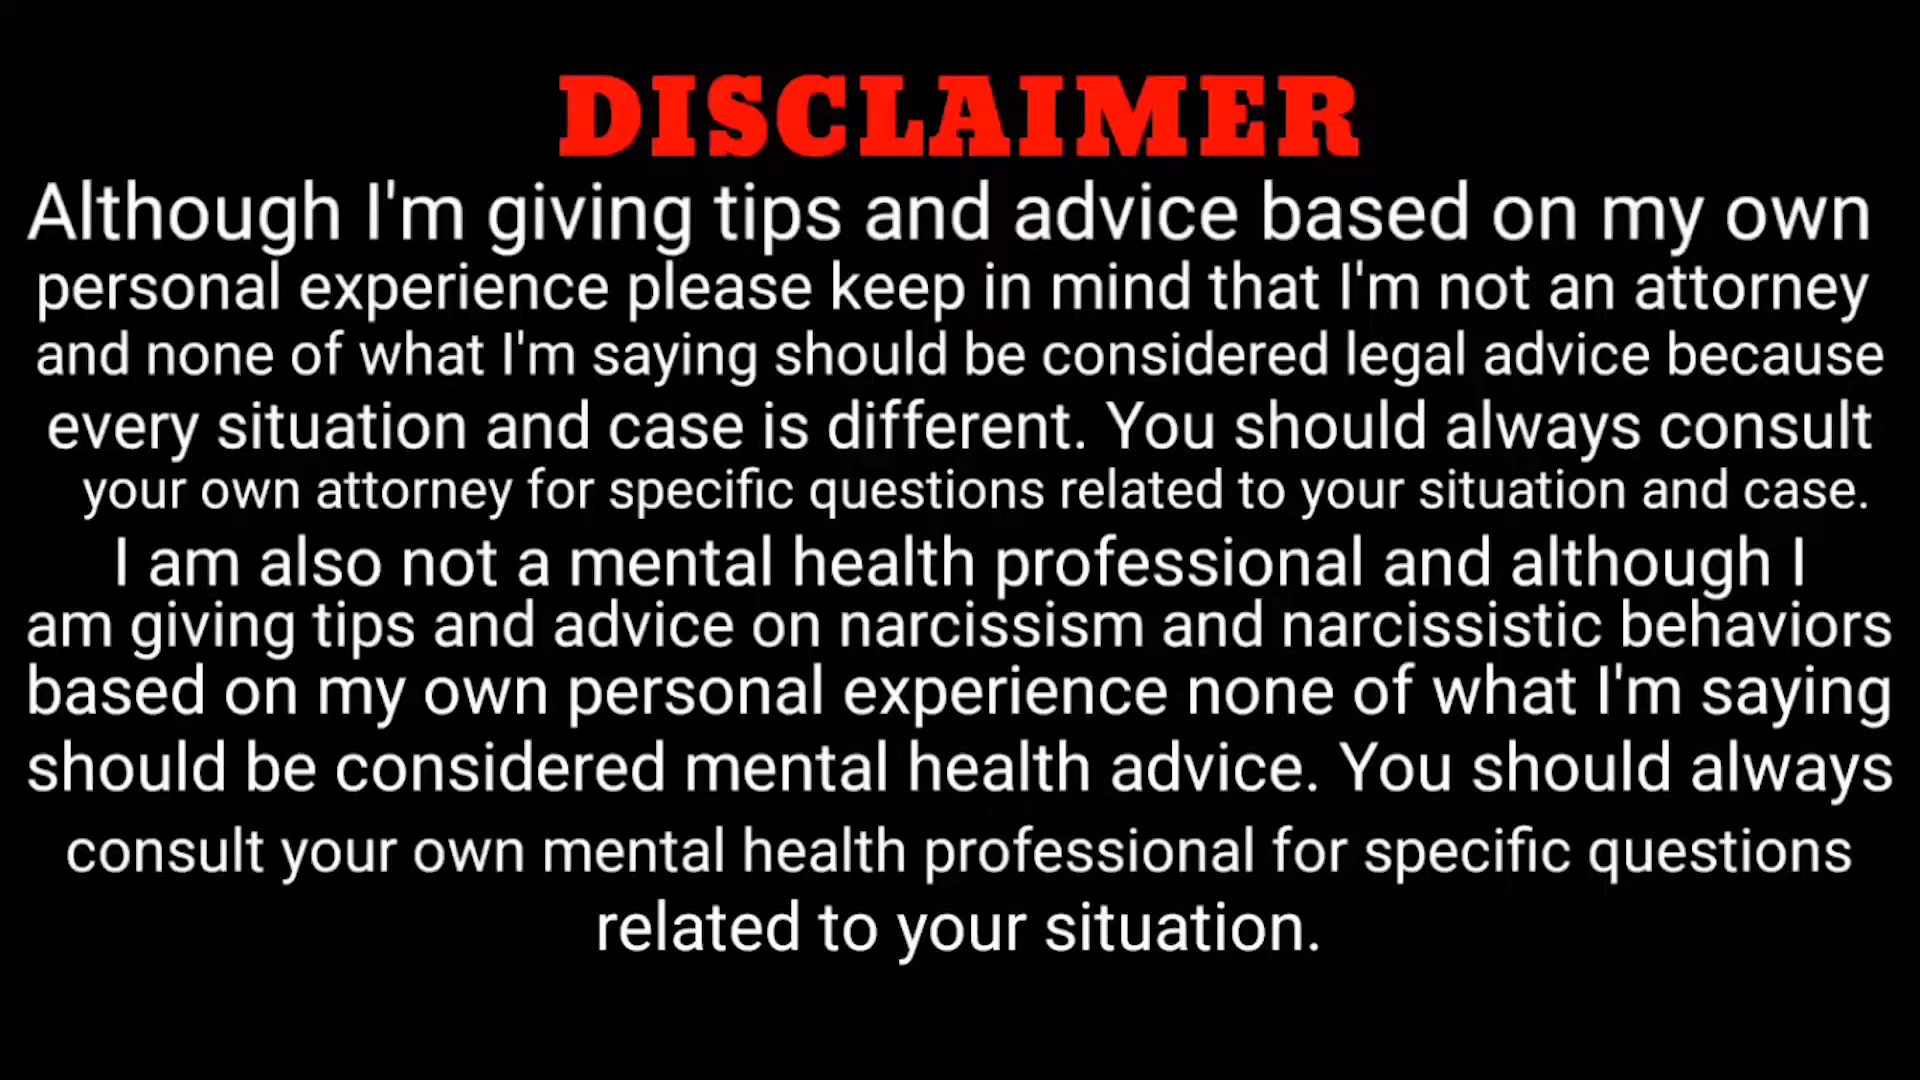 DISCLAIMER
Although I'm giving tips and advice based on my own
personal experience please keep in mind that I'm not an attorney
and none of what I'm saying should be considered legal advice because
every situation and case is different. You should always consult
your own attorney for specific questions related to your situation and case.
I am also not a mental health professional and although I
am giving tips and advice on narcissism and narcissistic behaviors
based on my own personal experience none of what I'm saying
should be considered mental health advice. You should always
consult your own mental health professional for specific questions
related to your situation.